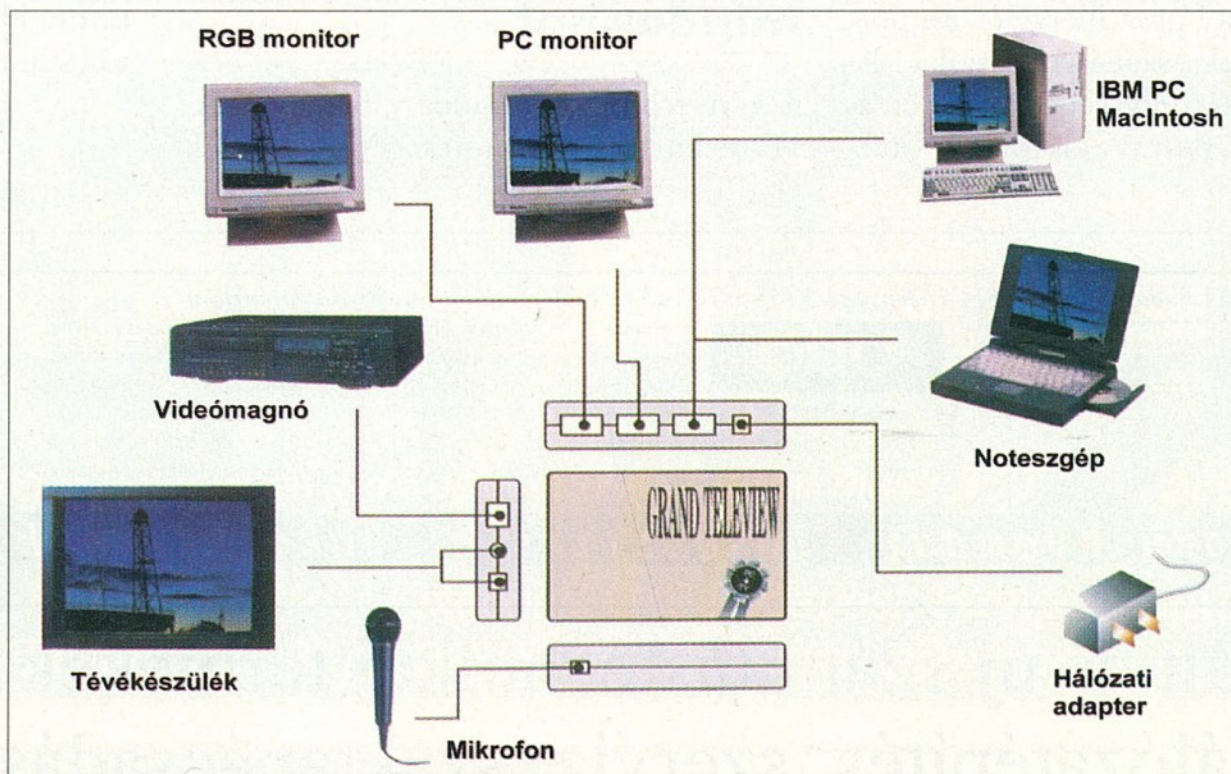 RGB monitor
PC monitor
IBM PC
MacIntosh
Videómagnó
Noteszgép
GRAND TELEVIEW
Tévékészülék
Mikrofon
Hálózati
adapter